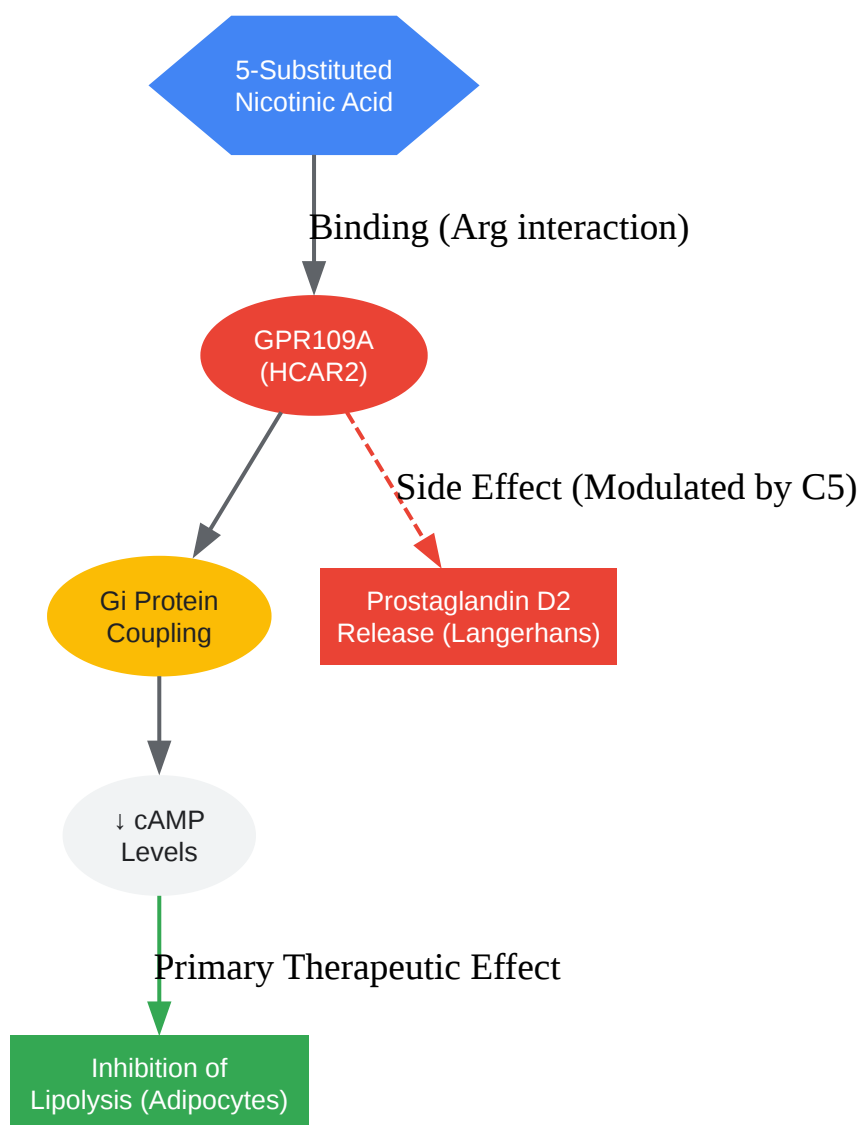 5-Substituted
Nicotinic Acid
Binding (Arg interaction)
GPR109A
(HCAR2)
Side Effect (Modulated by C5)
Gi Protein
Coupling
Prostaglandin D2
Release (Langerhans)
↓ cAMP
Levels
Primary Therapeutic Effect
Inhibition of
Lipolysis (Adipocytes)